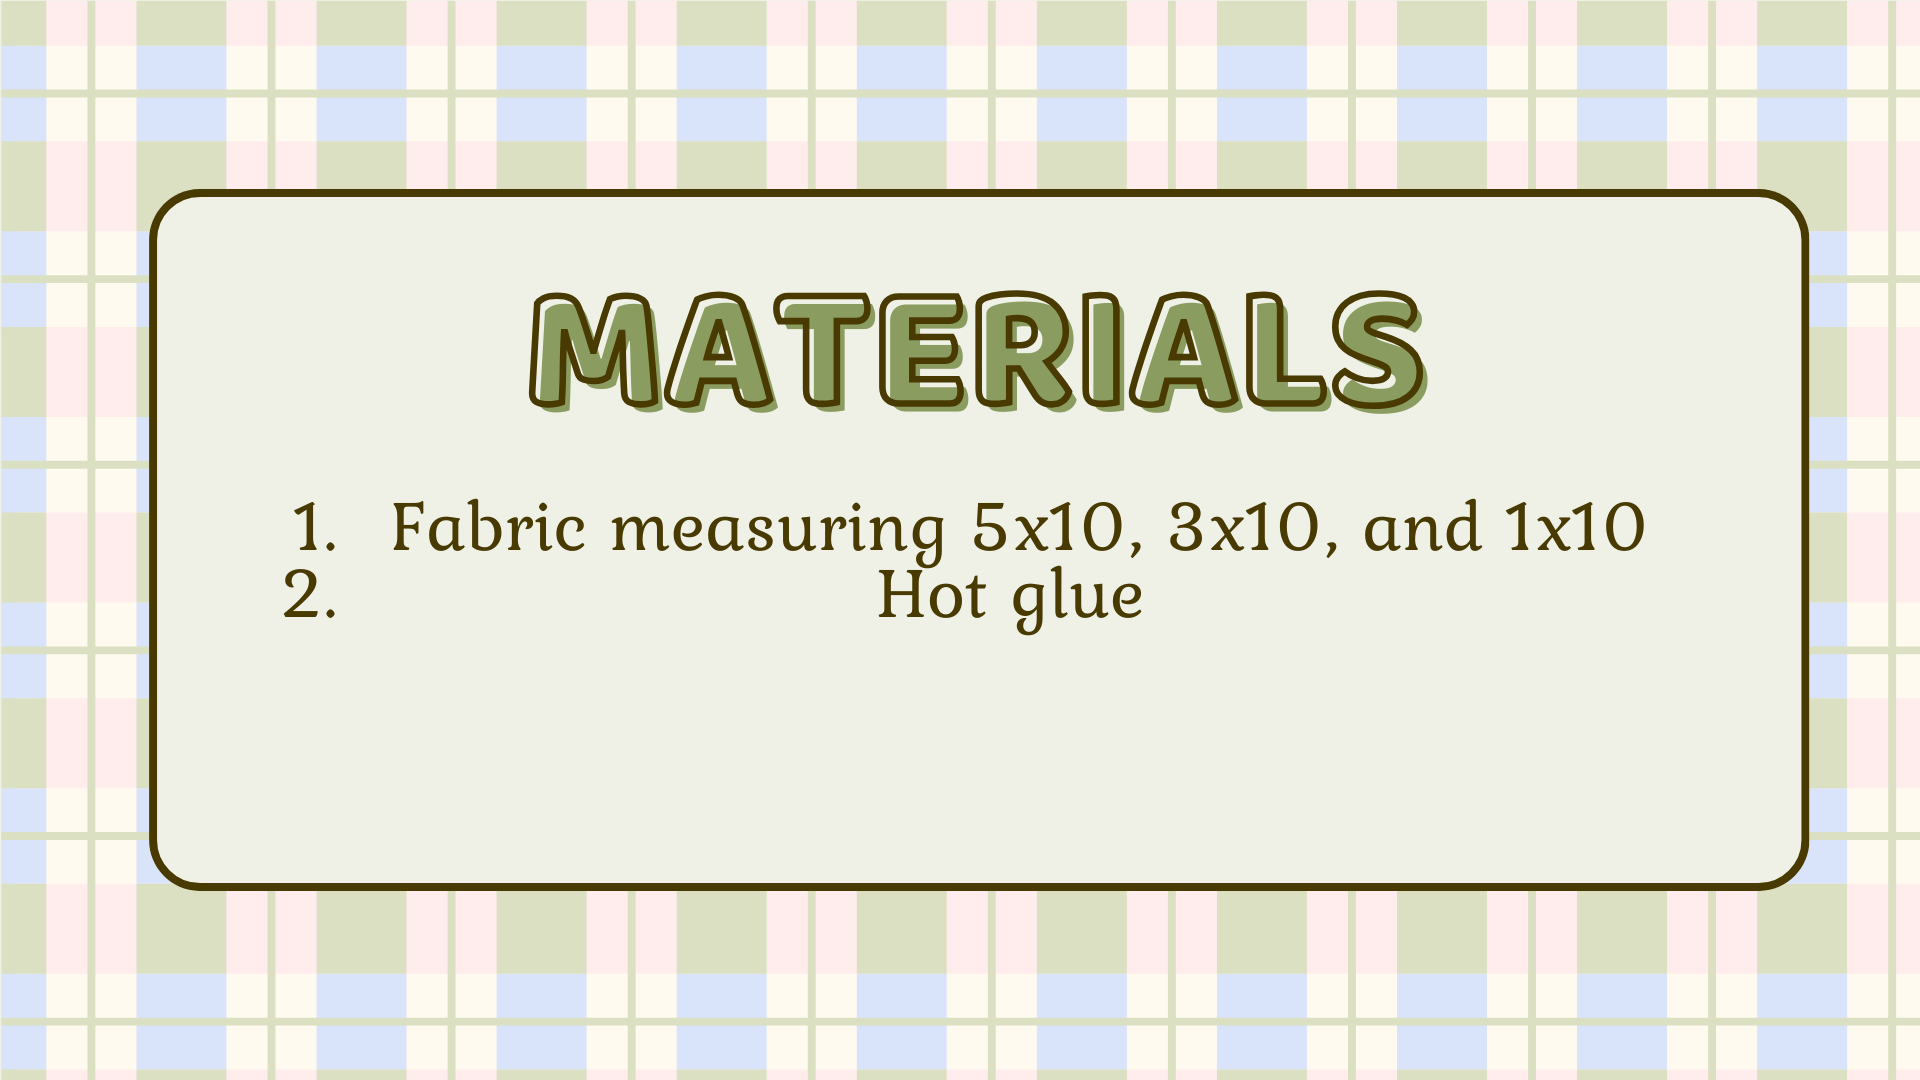 MATERIALS
1. Fabric measuring 5x10, 3x10, and 1x10
2. Hot glue